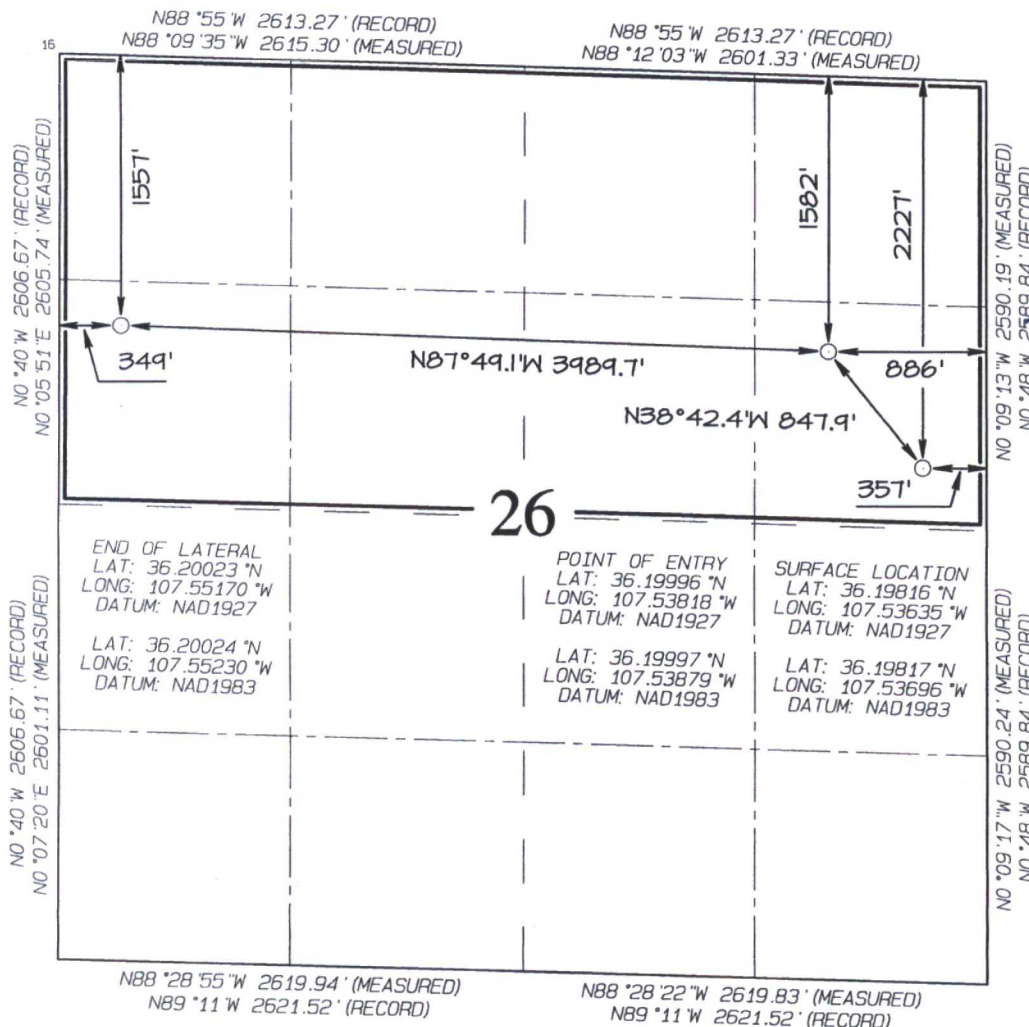 N88°55'W 2613.27' (RECORD)
N88°09'35"W 2615.30' (MEASURED)
N88°55'W 2613.27' (RECORD)
N88°12'03"W 2601.33' (MEASURED)
16
N0°40'W 2606.67' (RECORD)
N0°05'51"E 2605.74' (MEASURED)
1557'
1582'
2227'
N0°09'13"W 2590.19' (MEASURED)
N0°48'W 2589.84' (RECORD)
349'
N87°49.1'W 3989.7'
886'
N38°42.4'W 847.9'
357'
26
END OF LATERAL
LAT: 36.20023 °N
LONG: 107.55170 °W
DATUM: NAD1927
LAT: 36.20024 °N
LONG: 107.55230 °W
DATUM: NAD1983
POINT OF ENTRY
LAT: 36.19996 °N
LONG: 107.53818 °W
DATUM: NAD1927
LAT: 36.19997 °N
LONG: 107.53879 °W
DATUM: NAD1983
SURFACE LOCATION
LAT: 36.19816 °N
LONG: 107.53635 °W
DATUM: NAD1927
LAT: 36.19817 °N
LONG: 107.53696 °W
DATUM: NAD1983
N0°40'W 2606.67' (RECORD)
N0°07'20"E 2601.11' (MEASURED)
N0°09'17"W 2590.24' (MEASURED)
N0°48'W 2589.84' (RECORD)
N88°28'55"W 2619.94' (MEASURED)
N89°11'W 2621.52' (RECORD)
N88°28'22"W 2619.83' (MEASURED)
N89°11'W 2621.52' (RECORD)